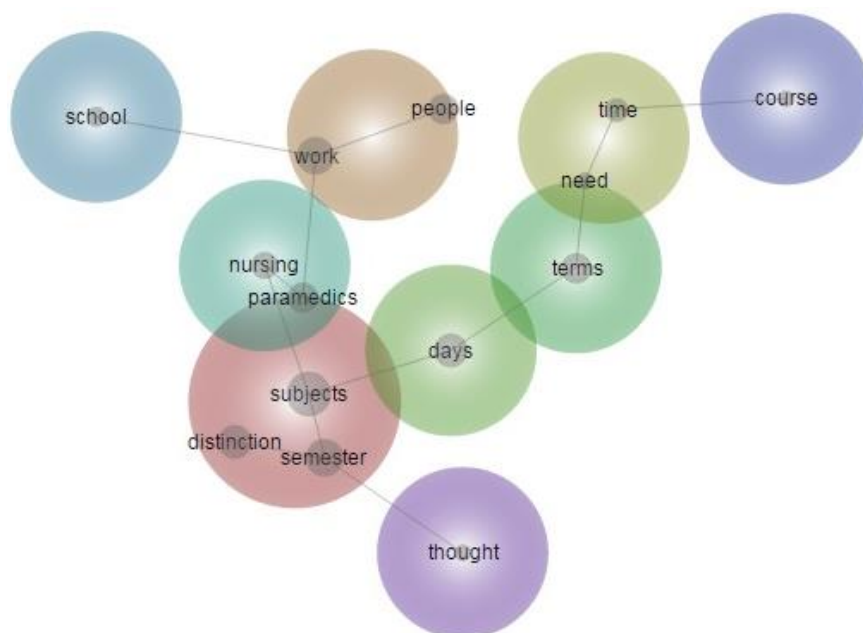 school
people
work
time
course
need
nursing
paramedics
terms
days
subjects
distinction
semester
thought